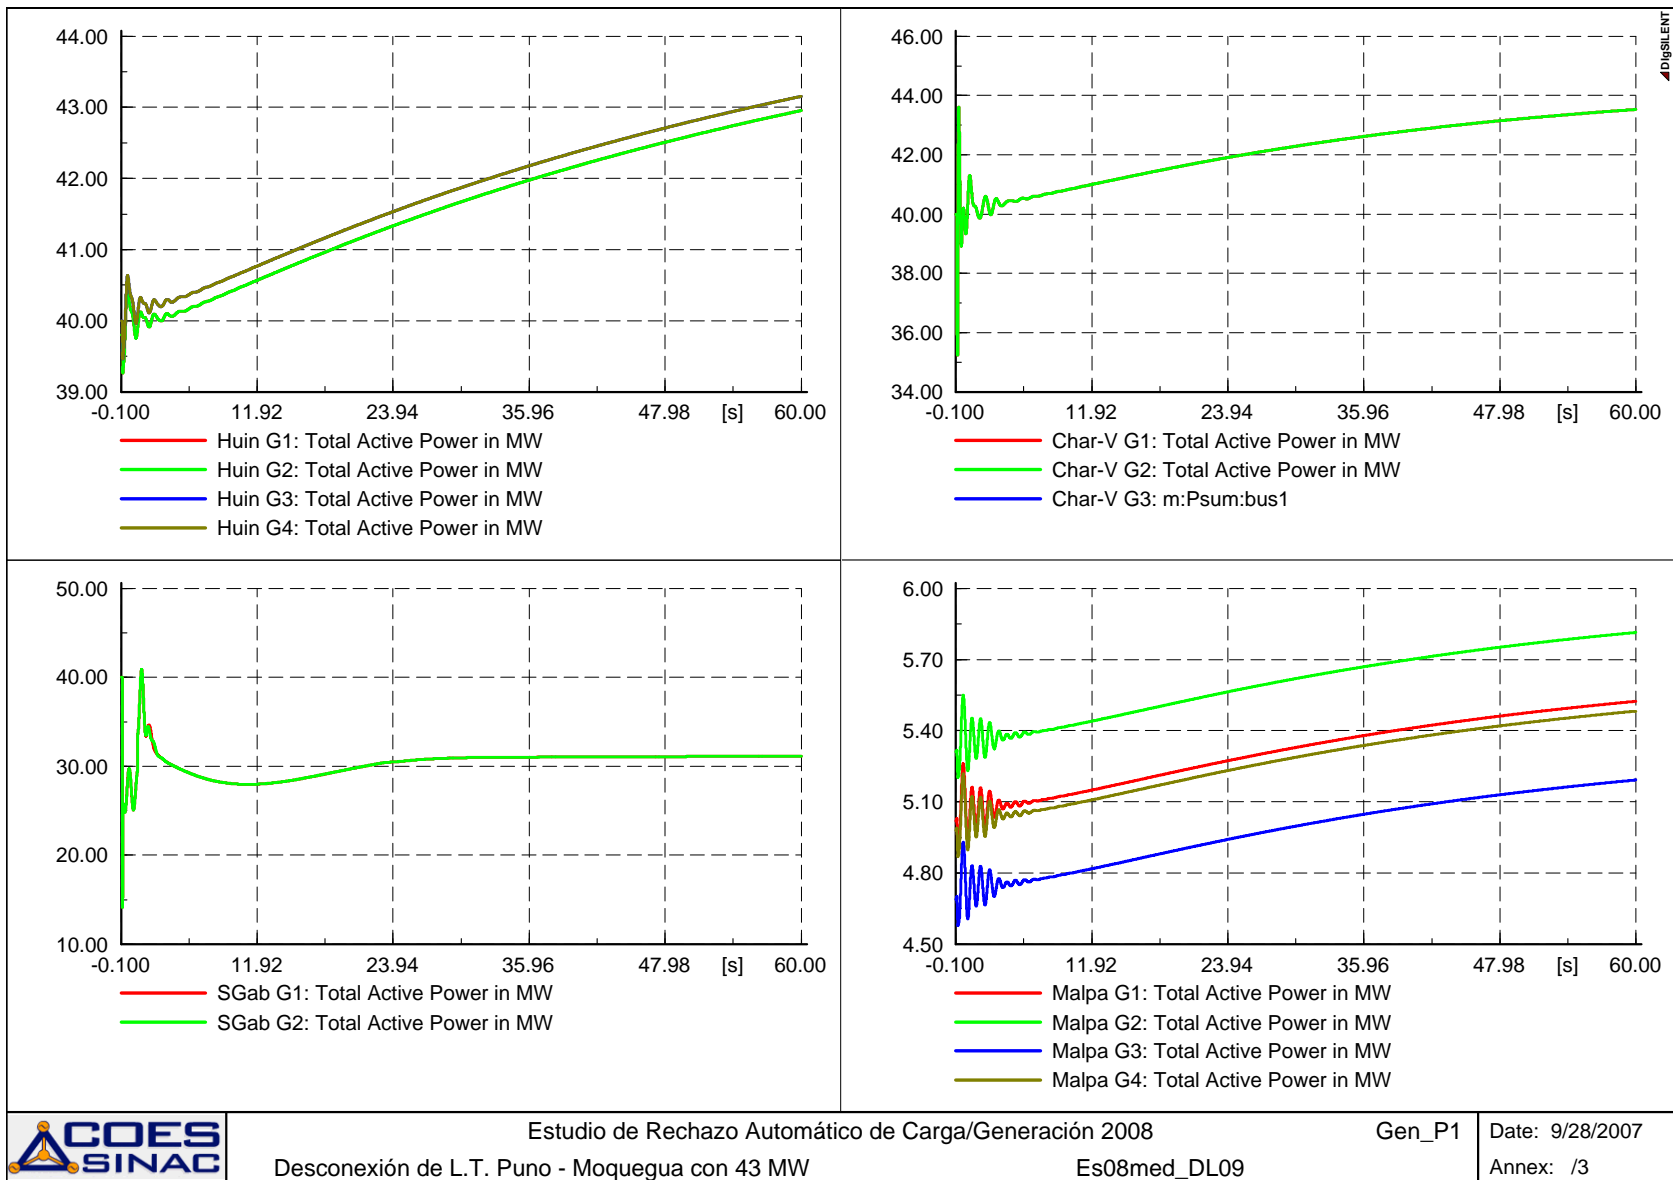 DIgSILENT
44.00
43.00
42.00
41.00
40.00
39.00
-0.100 11.92 23.94 35.96 47.98 [s] 60.00
Huin G1: Total Active Power in MW
Huin G2: Total Active Power in MW
Huin G3: Total Active Power in MW
Huin G4: Total Active Power in MW
46.00
44.00
42.00
40.00
38.00
36.00
34.00
-0.100 11.92 23.94 35.96 47.98 [s] 60.00
Char-V G1: Total Active Power in MW
Char-V G2: Total Active Power in MW
Char-V G3: m:Psum:bus1
50.00
40.00
30.00
20.00
10.00
-0.100 11.92 23.94 35.96 47.98 [s] 60.00
SGab G1: Total Active Power in MW
SGab G2: Total Active Power in MW
6.00
5.70
5.40
5.10
4.80
4.50
-0.100 11.92 23.94 35.96 47.98 [s] 60.00
Malpa G1: Total Active Power in MW
Malpa G2: Total Active Power in MW
Malpa G3: Total Active Power in MW
Malpa G4: Total Active Power in MW
COES
SINAC
Estudio de Rechazo Automático de Carga/Generación 2008
Gen_P1
Desconexión de L.T. Puno - Moquegua con 43 MW
Es08med_DL09
Date: 9/28/2007
Annex: /3